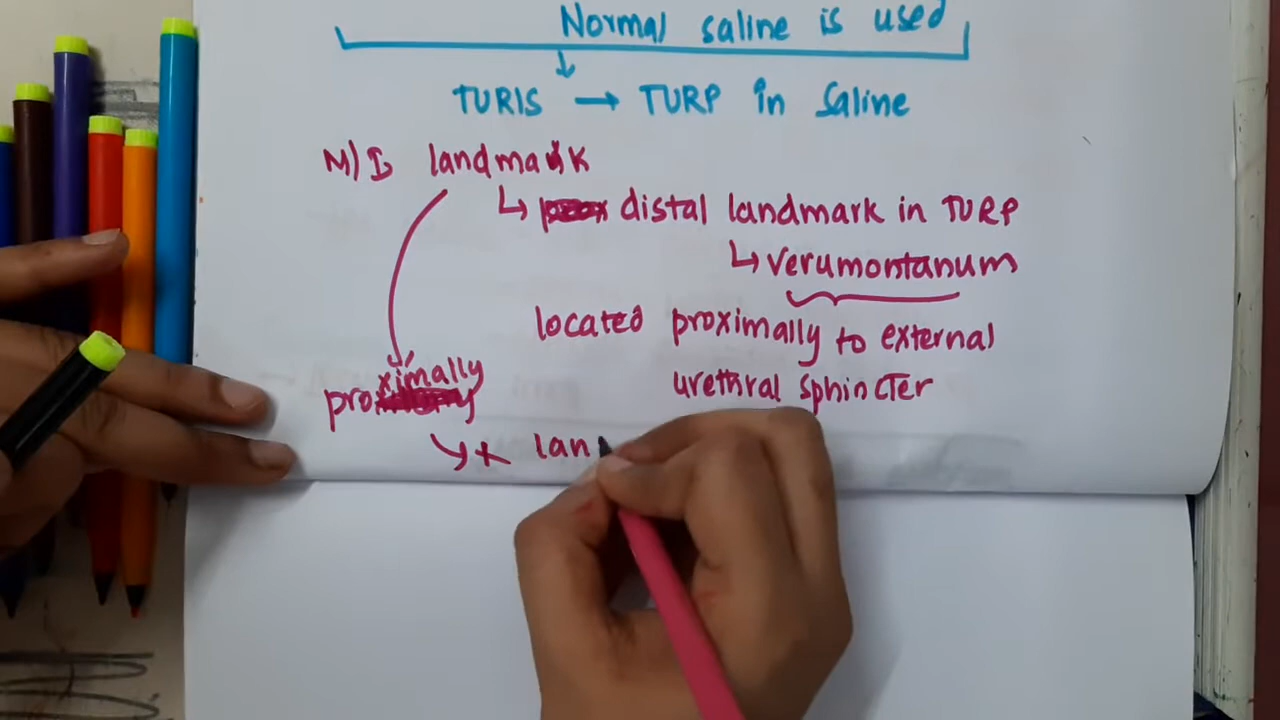 Normal saline is used
TURIS → TURP in Saline
M/I landmark
↳ distal landmark in TURP
↳ verumontanum
located proximally to external
urethral sphincter
proximally
↘ x lan